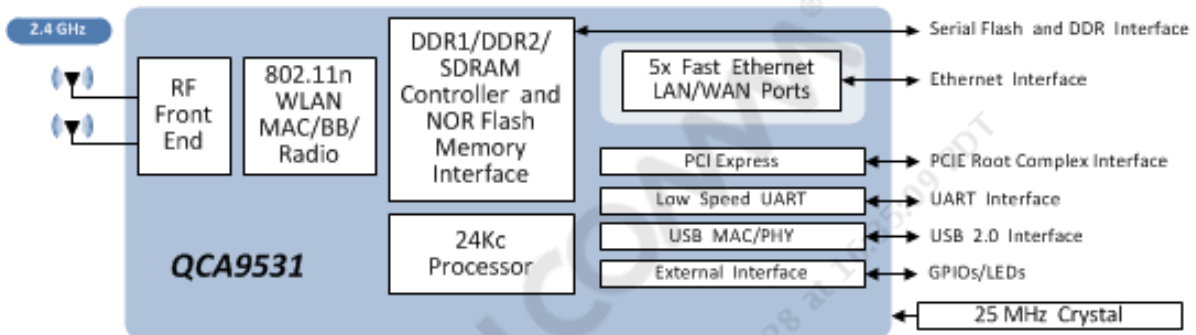 2.4 GHz
RF
Front
End
802.11n
WLAN
MAC/BB/
Radio
DDR1/DDR2/
SDRAM
Controller and
NOR Flash
Memory
Interface
24Kc
Processor
QCA9531
5x Fast Ethernet
LAN/WAN Ports
PCI Express
Low Speed UART
USB MAC/PHY
External Interface
Serial Flash and DDR Interface
Ethernet Interface
PCIE Root Complex Interface
UART Interface
USB 2.0 Interface
GPIOs/LEDs
25 MHz Crystal